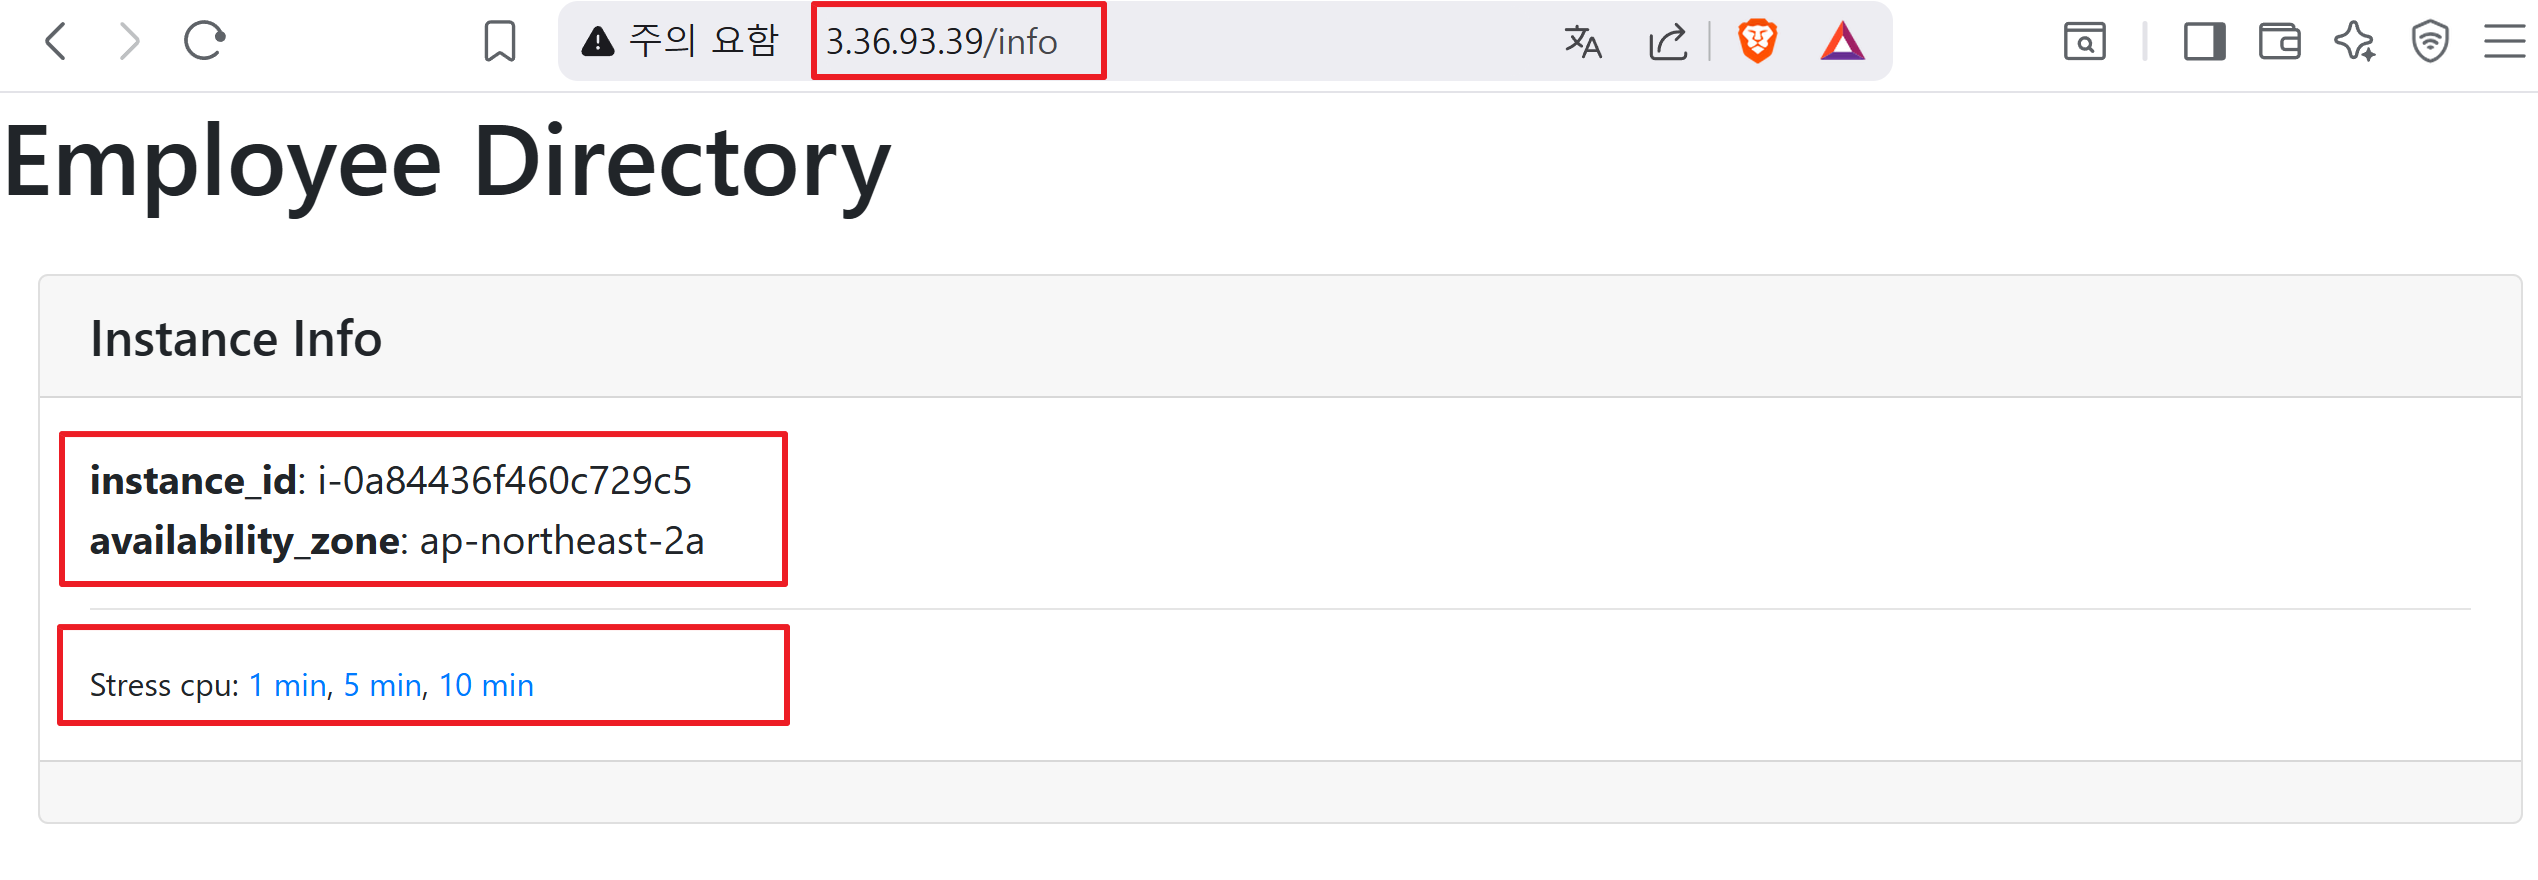 주의 요함 3.36.93.39/info
Employee Directory
Instance Info
instance_id: i-0a84436f460c729c5
availability_zone: ap-northeast-2a
Stress cpu: 1 min, 5 min, 10 min